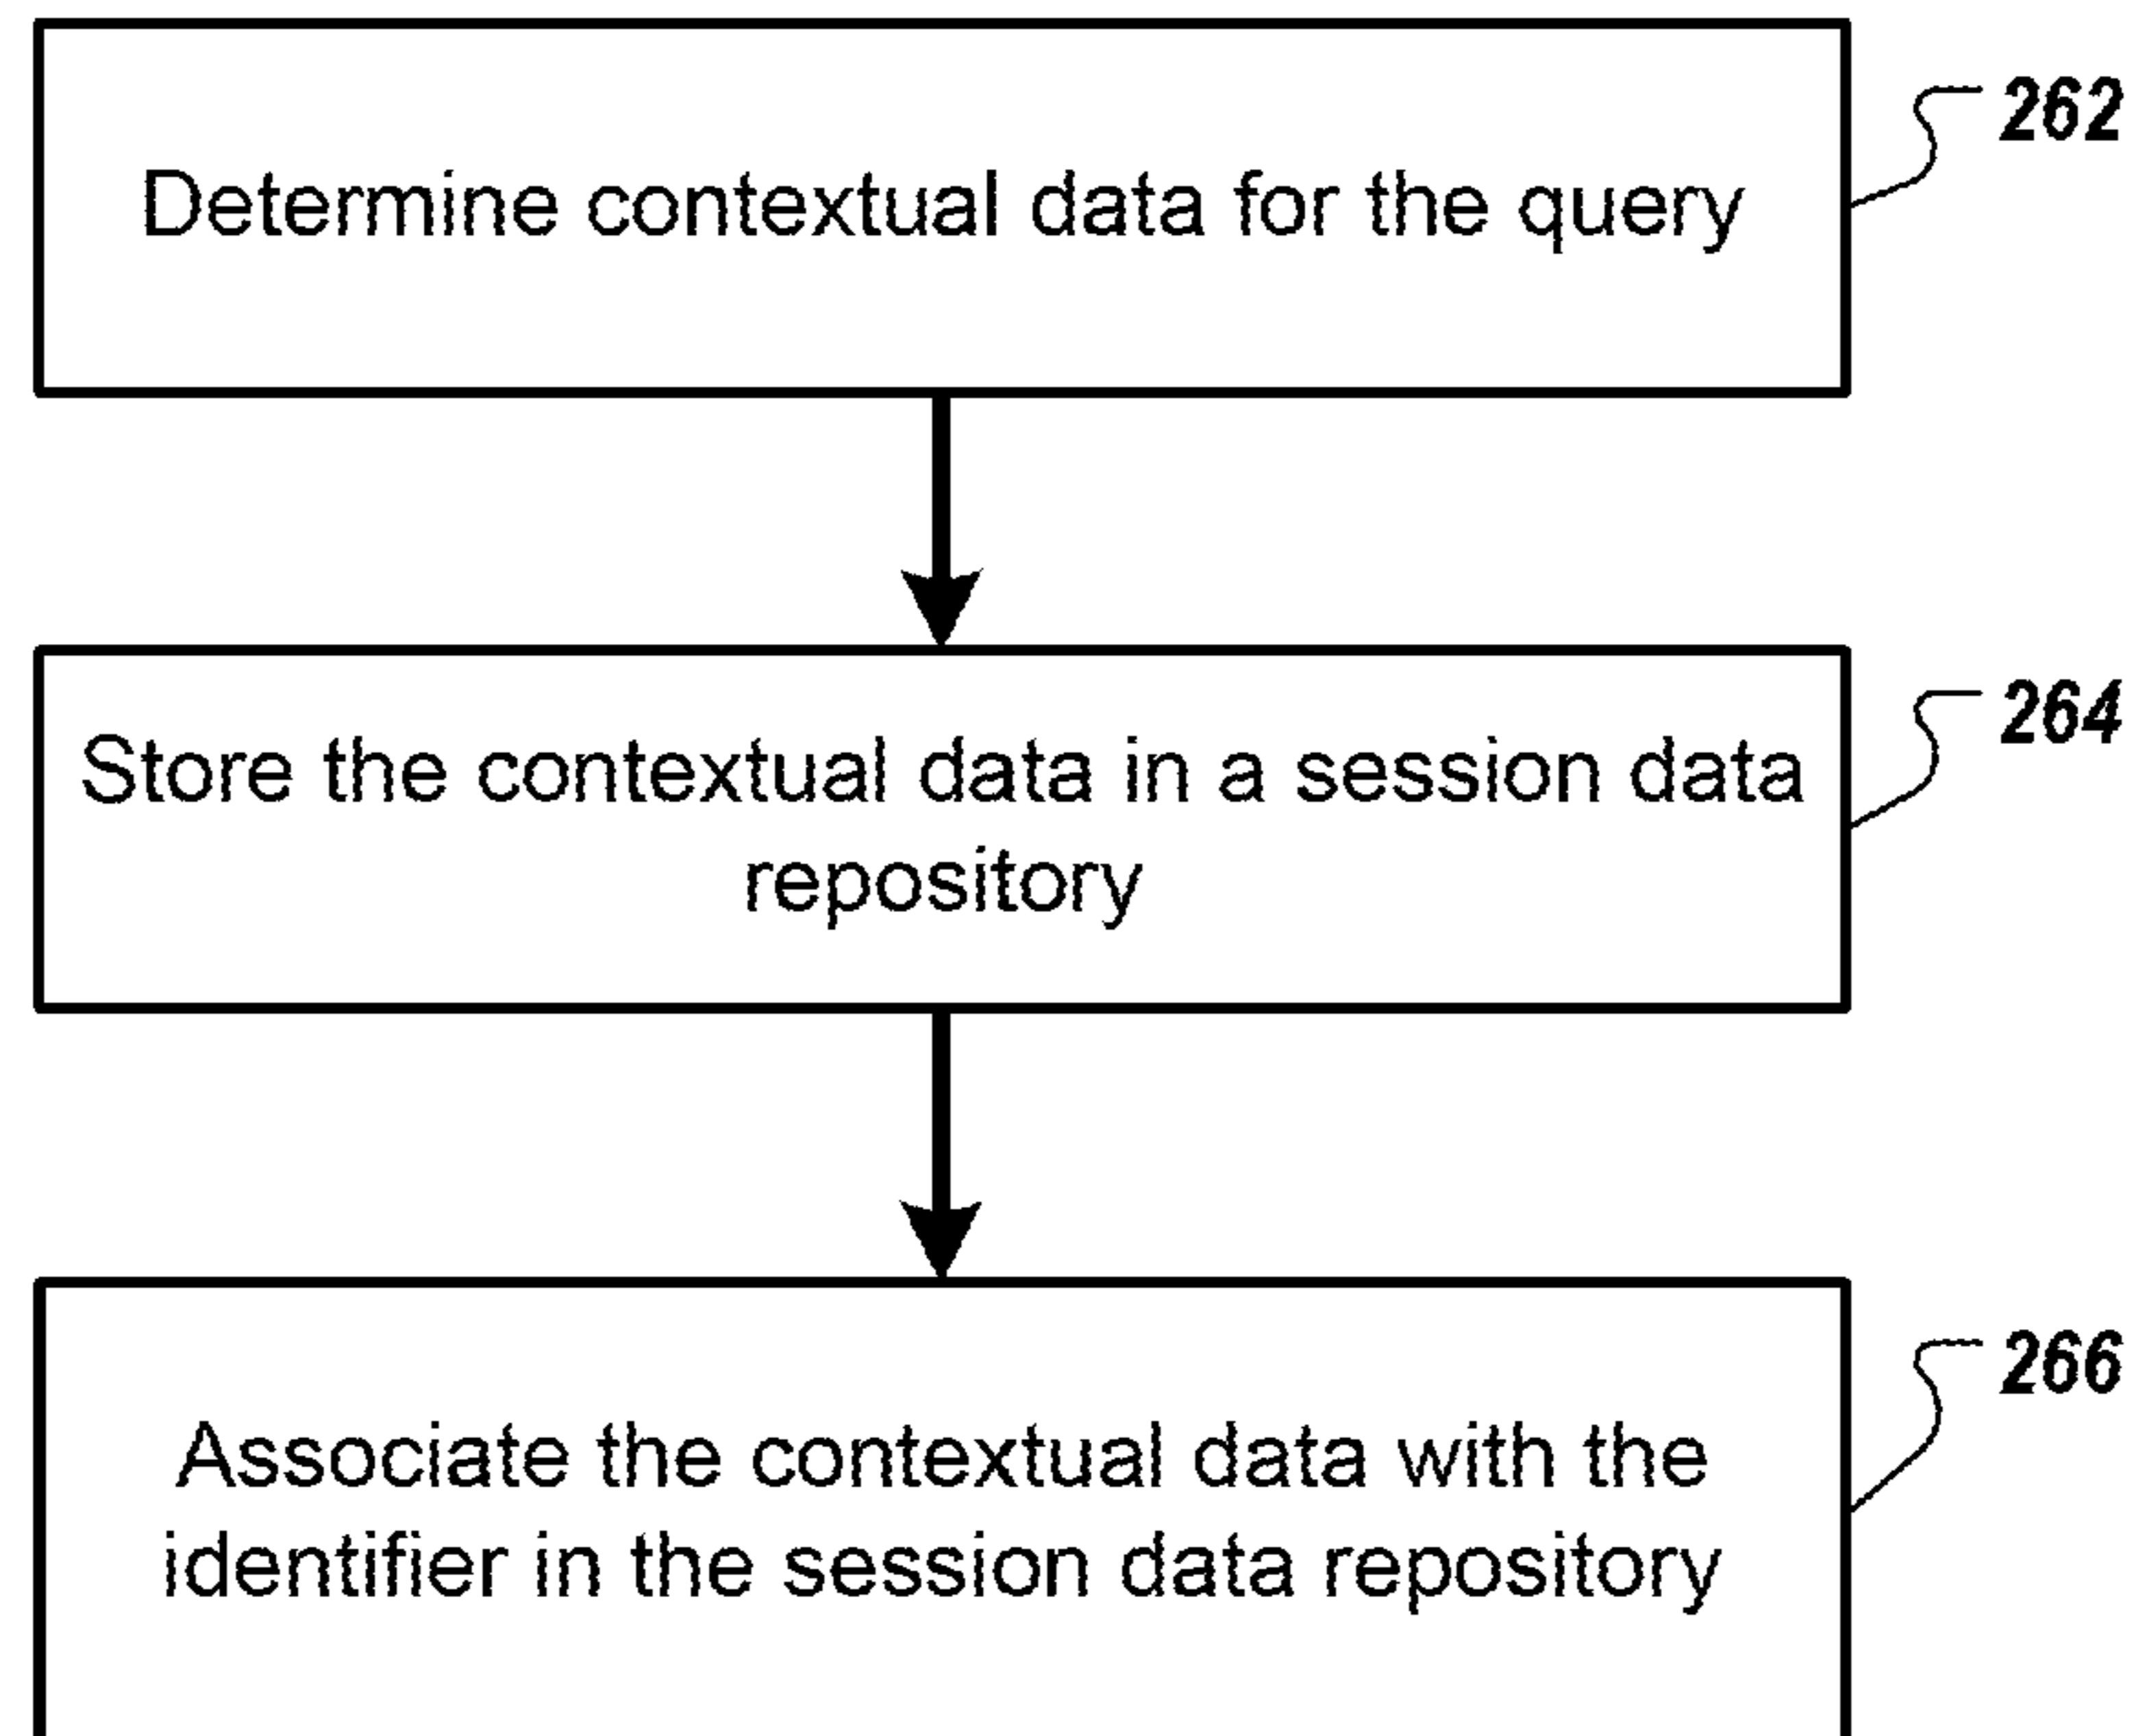 Determine contextual data for the query
262
Store the contextual data in a session data
repository
264
Associate the contextual data with the
identifier in the session data repository
266